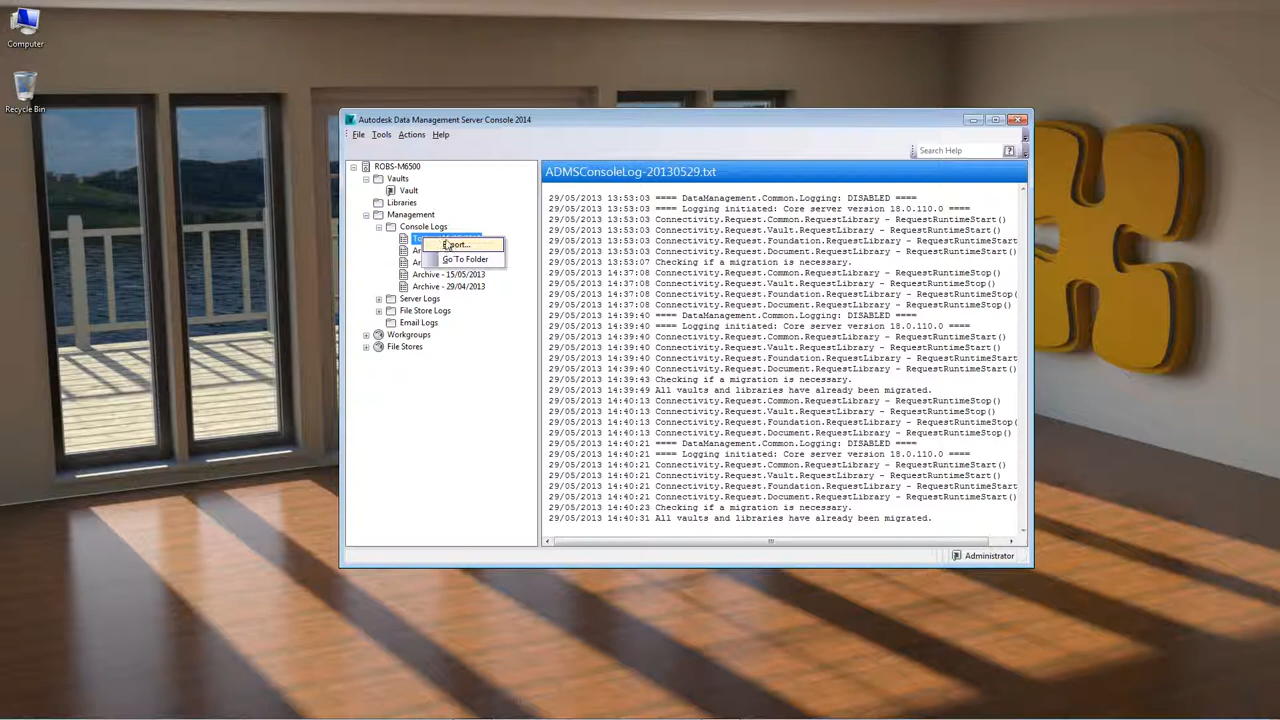 Computer
Recycle Bin
Autodesk Data Management Server Console 2014
File Tools Actions Help
Search Help
ROBS-M6500
Vaults
Vault
Libraries
Management
Console Logs
Export...
Go To Folder
Archive - 15/05/2013
Archive - 29/04/2013
Server Logs
File Store Logs
Email Logs
Workgroups
File Stores
ADMSConsoleLog-20130529.txt
29/05/2013 13:53:03 ==== DataManagement.Common.Logging: DISABLED ====
29/05/2013 13:53:03 ==== Logging initiated: Core server version 18.0.110.0 ====
29/05/2013 13:53:03 Connectivity.Request.Common.RequestLibrary - RequestRuntimeStart()
29/05/2013 13:53:03 Connectivity.Request.Vault.RequestLibrary - RequestRuntimeStart()
29/05/2013 13:53:03 Connectivity.Request.Foundation.RequestLibrary - RequestRuntimeStart
29/05/2013 13:53:03 Connectivity.Request.Document.RequestLibrary - RequestRuntimeStart()
29/05/2013 13:53:07 Checking if a migration is necessary.
29/05/2013 14:37:08 Connectivity.Request.Common.RequestLibrary - RequestRuntimeStop()
29/05/2013 14:37:08 Connectivity.Request.Vault.RequestLibrary - RequestRuntimeStop()
29/05/2013 14:37:08 Connectivity.Request.Foundation.RequestLibrary - RequestRuntimeStop(
29/05/2013 14:37:08 Connectivity.Request.Document.RequestLibrary - RequestRuntimeStop()
29/05/2013 14:39:40 ==== DataManagement.Common.Logging: DISABLED ====
29/05/2013 14:39:40 ==== Logging initiated: Core server version 18.0.110.0 ====
29/05/2013 14:39:40 Connectivity.Request.Common.RequestLibrary - RequestRuntimeStart()
29/05/2013 14:39:40 Connectivity.Request.Vault.RequestLibrary - RequestRuntimeStart()
29/05/2013 14:39:40 Connectivity.Request.Foundation.RequestLibrary - RequestRuntimeStart
29/05/2013 14:39:40 Connectivity.Request.Document.RequestLibrary - RequestRuntimeStart()
29/05/2013 14:39:43 Checking if a migration is necessary.
29/05/2013 14:39:49 All vaults and libraries have already been migrated.
29/05/2013 14:40:13 Connectivity.Request.Common.RequestLibrary - RequestRuntimeStop()
29/05/2013 14:40:13 Connectivity.Request.Vault.RequestLibrary - RequestRuntimeStop()
29/05/2013 14:40:13 Connectivity.Request.Foundation.RequestLibrary - RequestRuntimeStop(
29/05/2013 14:40:13 Connectivity.Request.Document.RequestLibrary - RequestRuntimeStop()
29/05/2013 14:40:21 ==== DataManagement.Common.Logging: DISABLED ====
29/05/2013 14:40:21 ==== Logging initiated: Core server version 18.0.110.0 ====
29/05/2013 14:40:21 Connectivity.Request.Common.RequestLibrary - RequestRuntimeStart()
29/05/2013 14:40:21 Connectivity.Request.Vault.RequestLibrary - RequestRuntimeStart()
29/05/2013 14:40:21 Connectivity.Request.Foundation.RequestLibrary - RequestRuntimeStart
29/05/2013 14:40:21 Connectivity.Request.Document.RequestLibrary - RequestRuntimeStart()
29/05/2013 14:40:23 Checking if a migration is necessary.
29/05/2013 14:40:31 All vaults and libraries have already been migrated.
Administrator